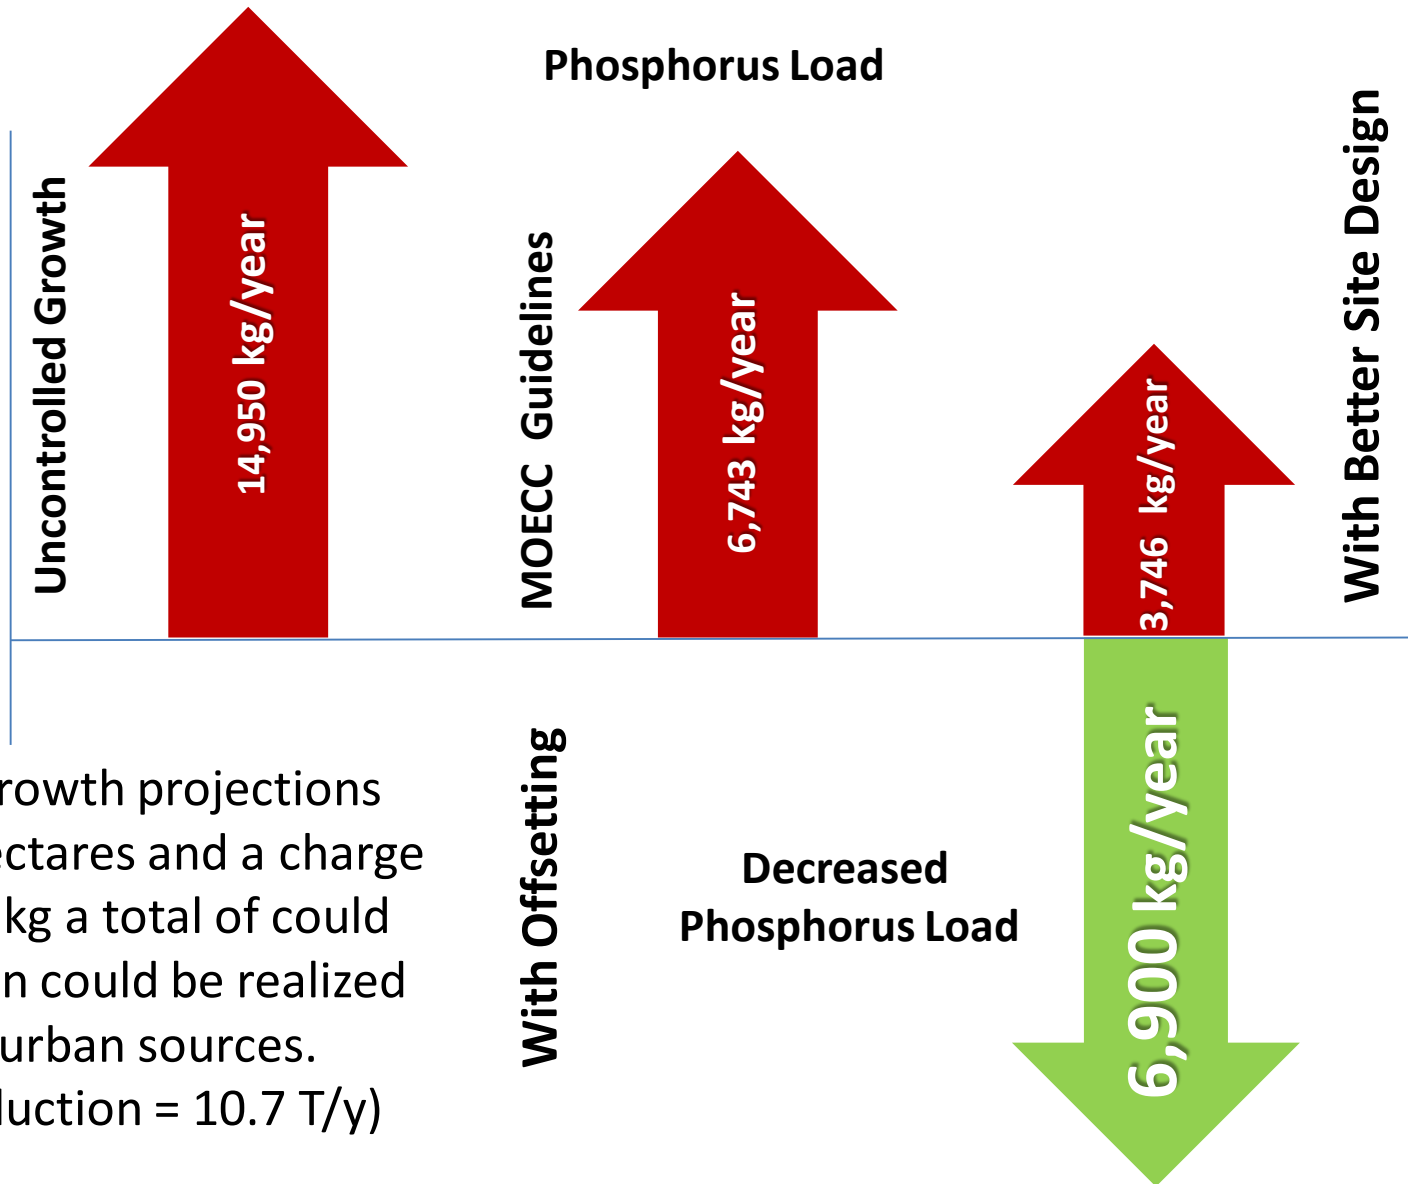 Phosphorus Load
Uncontrolled Growth
14,950 kg/year
MOECC Guidelines
6,743 kg/year
3,746 kg/year
With Better Site Design
With Offsetting
Decreased
Phosphorus Load
6,900 kg/year
rowth projections
ectares and a charge
kg a total of could
n could be realized
urban sources.
duction = 10.7 T/y)